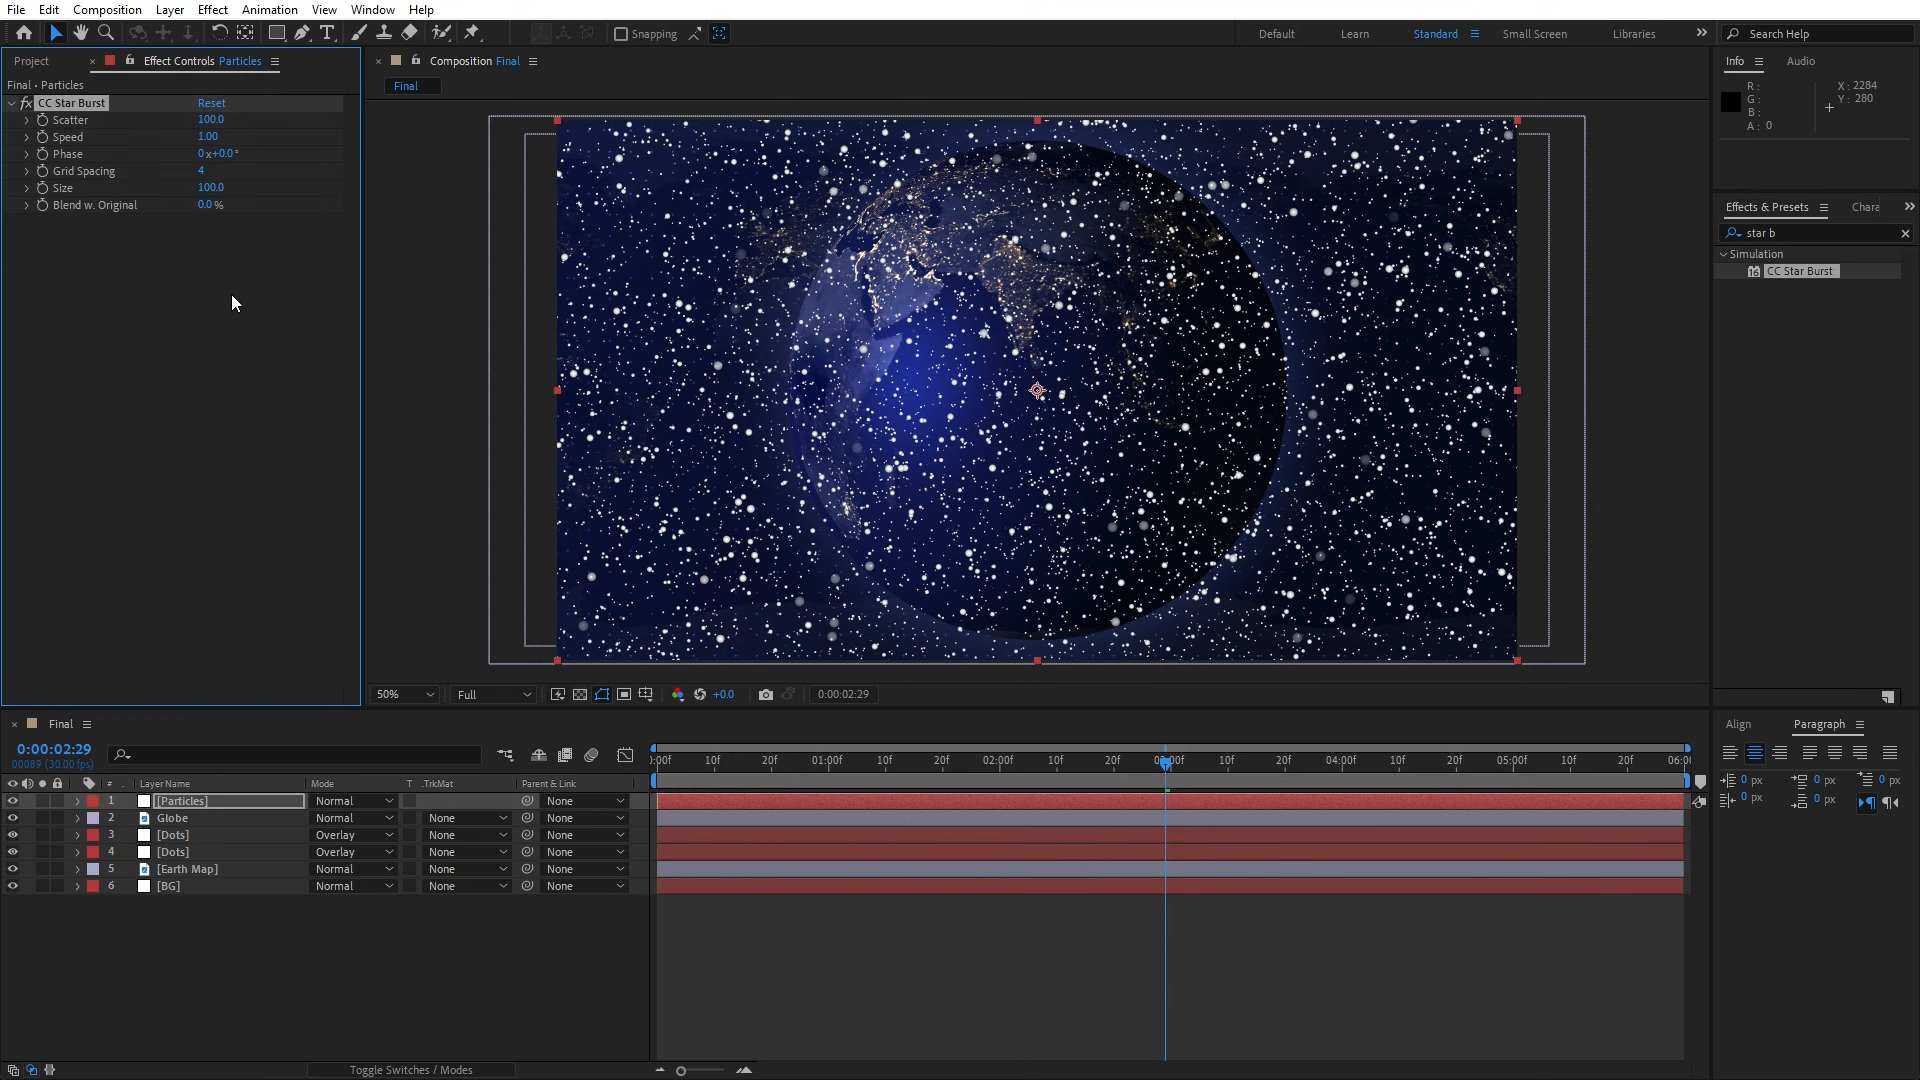 File Edit Composition Layer Effect Animation View Window Help
Snapping Default Learn Standard Small Screen Libraries Search Help
Project Effect Controls Particles
Composition Final
Info Audio
Final • Particles
Final
R :
G :
B :
A : 0
X : 2284
Y : 280
fx CC Star Burst Reset
Scatter 100.0
Speed 1.00
Phase 0 x+0.0°
Grid Spacing 4
Size 100.0
Blend w. Original 0.0 %
Effects & Presets Chara
star b
Simulation
CC Star Burst
50% Full +0.0 0:00:02:29
Final
0:00:02:29
00089 (30.00 fps)
):00f 10f 20f 01:00f 10f 20f 02:00f 10f 20f 10f 20f 04:00f 10f 20f 05:00f 10f 20f 06:0
# Layer Name Mode T .TrkMat Parent & Link
1 [Particles] Normal None
2 Globe Normal None None
3 [Dots] Overlay None None
4 [Dots] Overlay None None
5 [Earth Map] Normal None None
6 [BG] Normal None None
Align Paragraph
0 px 0 px 0 px
0 px 0 px
Toggle Switches / Modes